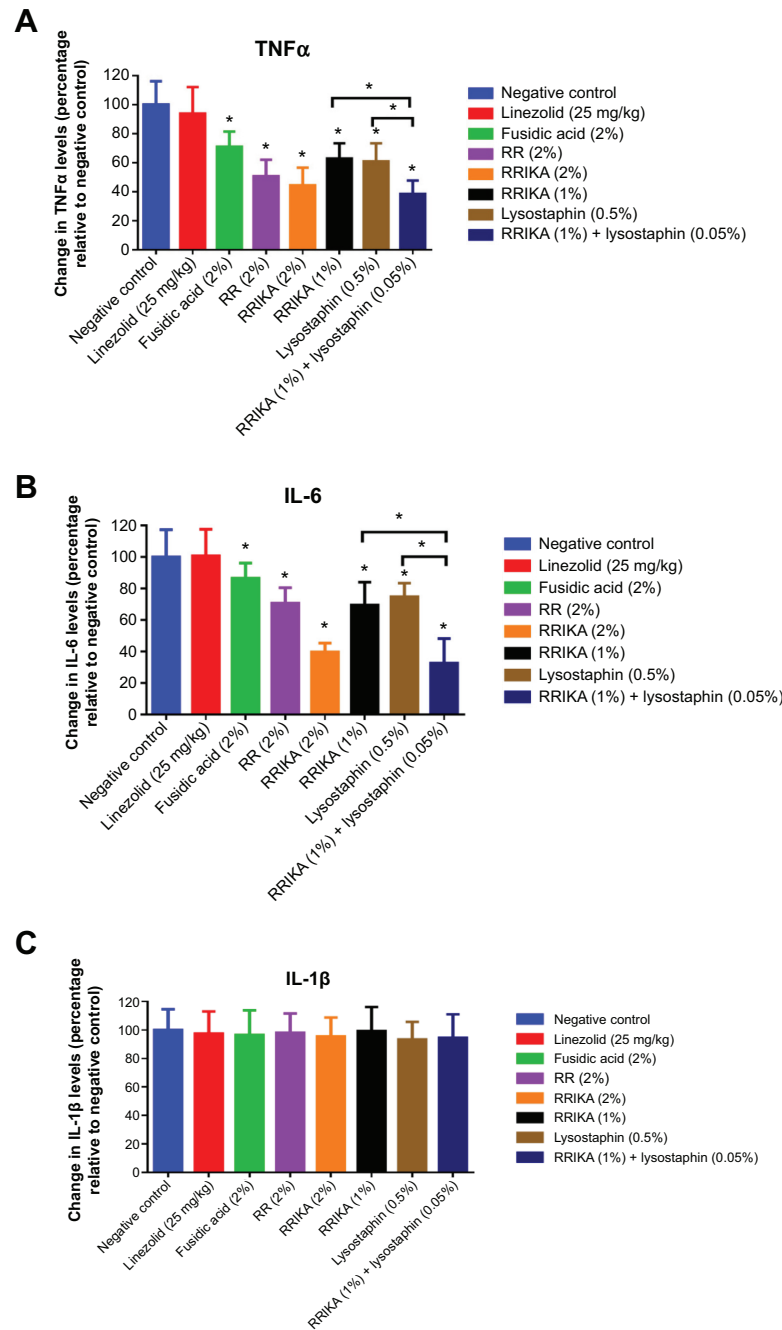 A
TNFα
Change in TNFα levels (percentage
relative to negative control)
120
100
80
60
40
20
0
* * * * * * * *
Negative control
Linezolid (25 mg/kg)
Fusidic acid (2%)
RR (2%)
RRIKA (2%)
RRIKA (1%)
Lysostaphin (0.5%)
RRIKA (1%) + lysostaphin (0.05%)
Negative control
Linezolid (25 mg/kg)
Fusidic acid (2%)
RR (2%)
RRIKA (2%)
RRIKA (1%)
Lysostaphin (0.5%)
RRIKA (1%) + lysostaphin (0.05%)
B
IL-6
Change in IL-6 levels (percentage
relative to negative control)
120
100
80
60
40
20
0
* * * * * * * *
Negative control
Linezolid (25 mg/kg)
Fusidic acid (2%)
RR (2%)
RRIKA (2%)
RRIKA (1%)
Lysostaphin (0.5%)
RRIKA (1%) + lysostaphin (0.05%)
Negative control
Linezolid (25 mg/kg)
Fusidic acid (2%)
RR (2%)
RRIKA (2%)
RRIKA (1%)
Lysostaphin (0.5%)
RRIKA (1%) + lysostaphin (0.05%)
C
IL-1β
Change in IL-1β levels (percentage
relative to negative control)
120
100
80
60
40
20
0
Negative control
Linezolid (25 mg/kg)
Fusidic acid (2%)
RR (2%)
RRIKA (2%)
RRIKA (1%)
Lysostaphin (0.5%)
RRIKA (1%) + lysostaphin (0.05%)
Negative control
Linezolid (25 mg/kg)
Fusidic acid (2%)
RR (2%)
RRIKA (2%)
RRIKA (1%)
Lysostaphin (0.5%)
RRIKA (1%) + lysostaphin (0.05%)